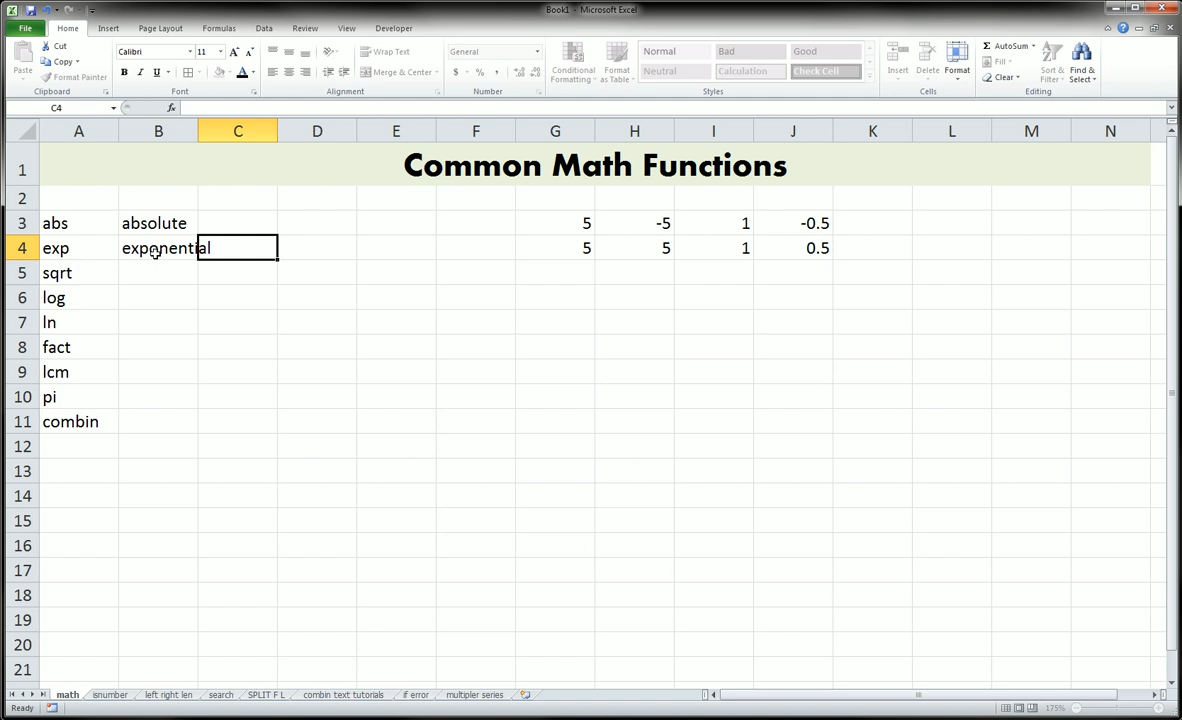 Book1 - Microsoft Excel
File Home Insert Page Layout Formulas Data Review View Developer
Paste Cut Calibri 11 Wrap Text General Conditional Formatting Format as Table Normal Bad Good Insert Delete Format AutoSum Sort & Filter Find & Select
Copy Fill
Format Painter B I U A Merge & Center $ % , Neutral Calculation Check Cell Clear
Clipboard Font Alignment Number Styles Cells Editing
C4 fx
A B C D E F G H I J K L M N
1 Common Math Functions
2
3 abs absolute 5 -5 1 -0.5
4 exp exponential 5 5 1 0.5
5 sqrt
6 log
7 ln
8 fact
9 lcm
10 pi
11 combin
12
13
14
15
16
17
18
19
20
21
math isnumber left right len search SPLIT F L combin text tutorials if error multipler series
Ready 175%